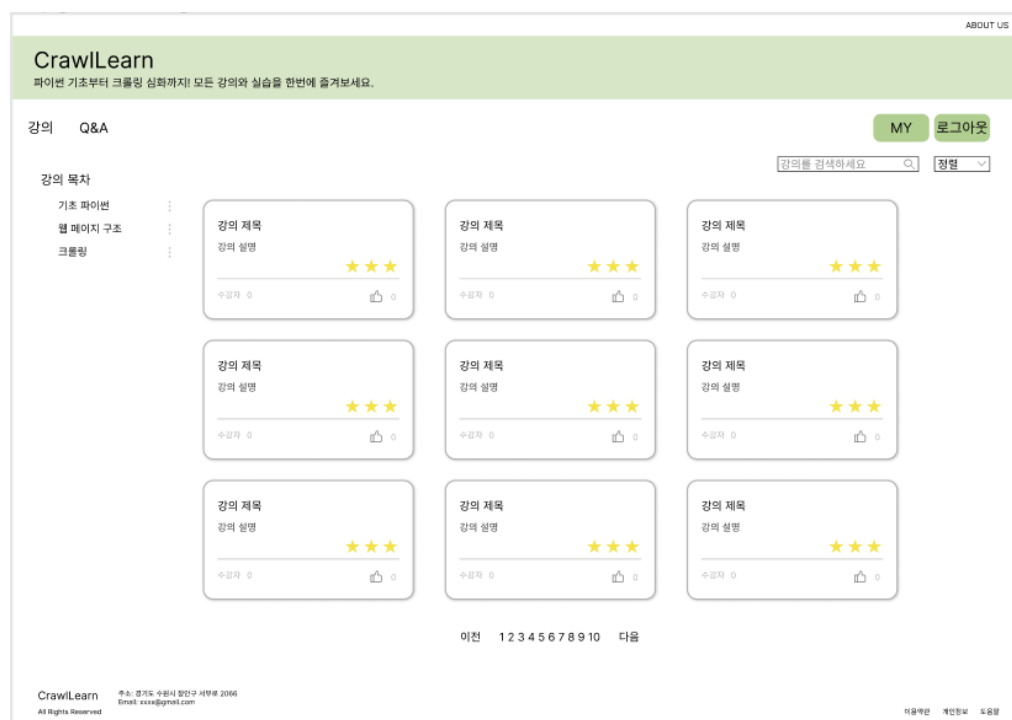 ABOUT US
CrawlLearn
파이썬 기초부터 크롤링 심화까지! 모든 강의와 실습을 한번에 즐겨보세요.
강의 Q&A MY 로그아웃
강의를 검색하세요 정렬
강의 목차
기초 파이썬
웹 페이지 구조
크롤링
강의 제목 강의 제목 강의 제목
강의 설명 강의 설명 강의 설명
수강자 0 0 수강자 0 0 수강자 0 0
강의 제목 강의 제목 강의 제목
강의 설명 강의 설명 강의 설명
수강자 0 0 수강자 0 0 수강자 0 0
강의 제목 강의 제목 강의 제목
강의 설명 강의 설명 강의 설명
수강자 0 0 수강자 0 0 수강자 0 0
이전 1 2 3 4 5 6 7 8 9 10 다음
CrawlLearn
All Rights Reserved
주소: 경기도 수원시 장안구 서부로 2066
Email: xxxx@gmail.com
이용약관 개인정보 도움말